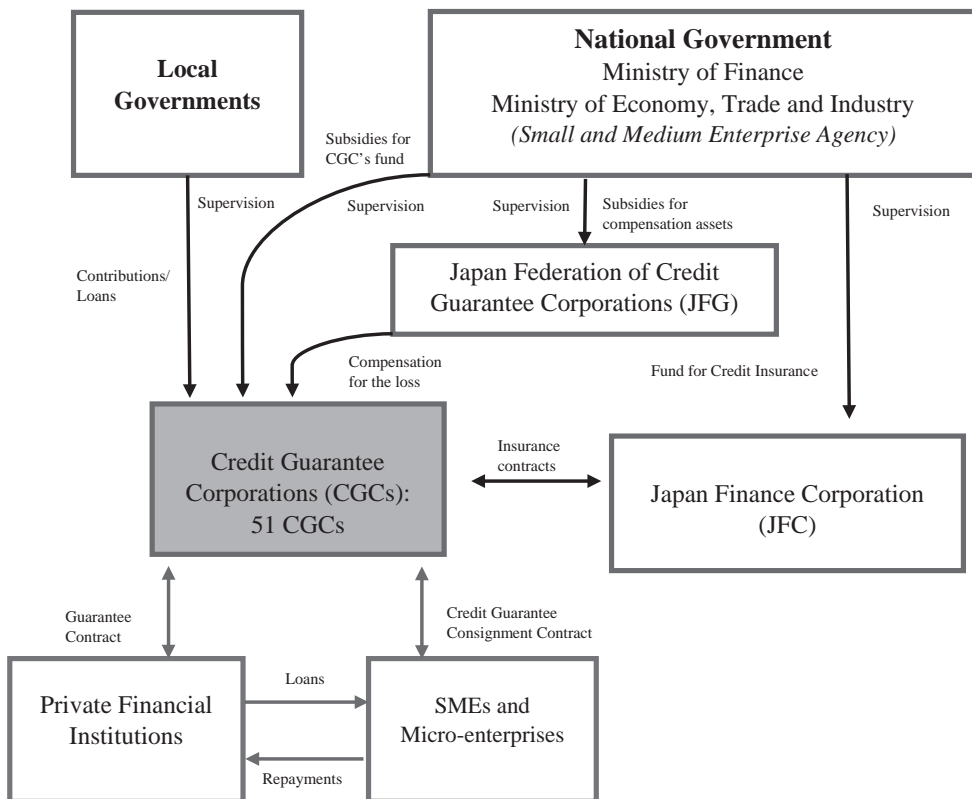 Local
Governments
National Government
Ministry of Finance
Ministry of Economy, Trade and Industry
(Small and Medium Enterprise Agency)
Subsidies for
CGC's fund
Supervision
Supervision
Supervision
Subsidies for
compensation assets
Supervision
Contributions/
Loans
Japan Federation of Credit
Guarantee Corporations (JFG)
Compensation
for the loss
Fund for Credit Insurance
Credit Guarantee
Corporations (CGCs):
51 CGCs
Insurance
contracts
Japan Finance Corporation
(JFC)
Guarantee
Contract
Credit Guarantee
Consignment Contract
Private Financial
Institutions
Loans
SMEs and
Micro-enterprises
Repayments